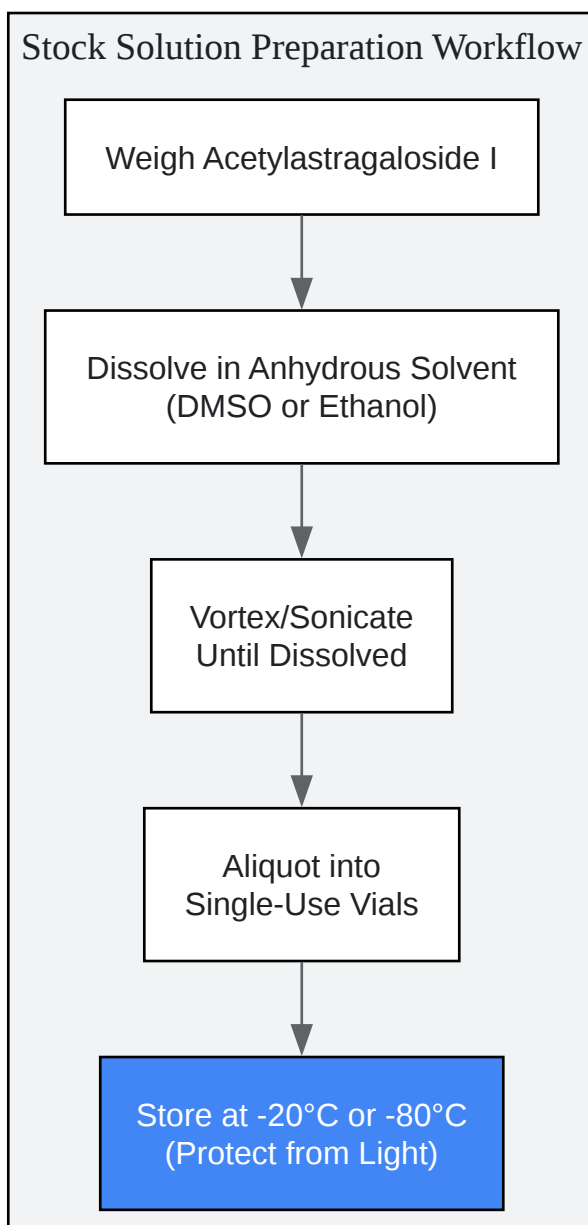 Stock Solution Preparation Workflow
Weigh Acetylastragaloside I
Dissolve in Anhydrous Solvent
(DMSO or Ethanol)
Vortex/Sonicate
Until Dissolved
Aliquot into
Single-Use Vials
Store at -20°C or -80°C
(Protect from Light)